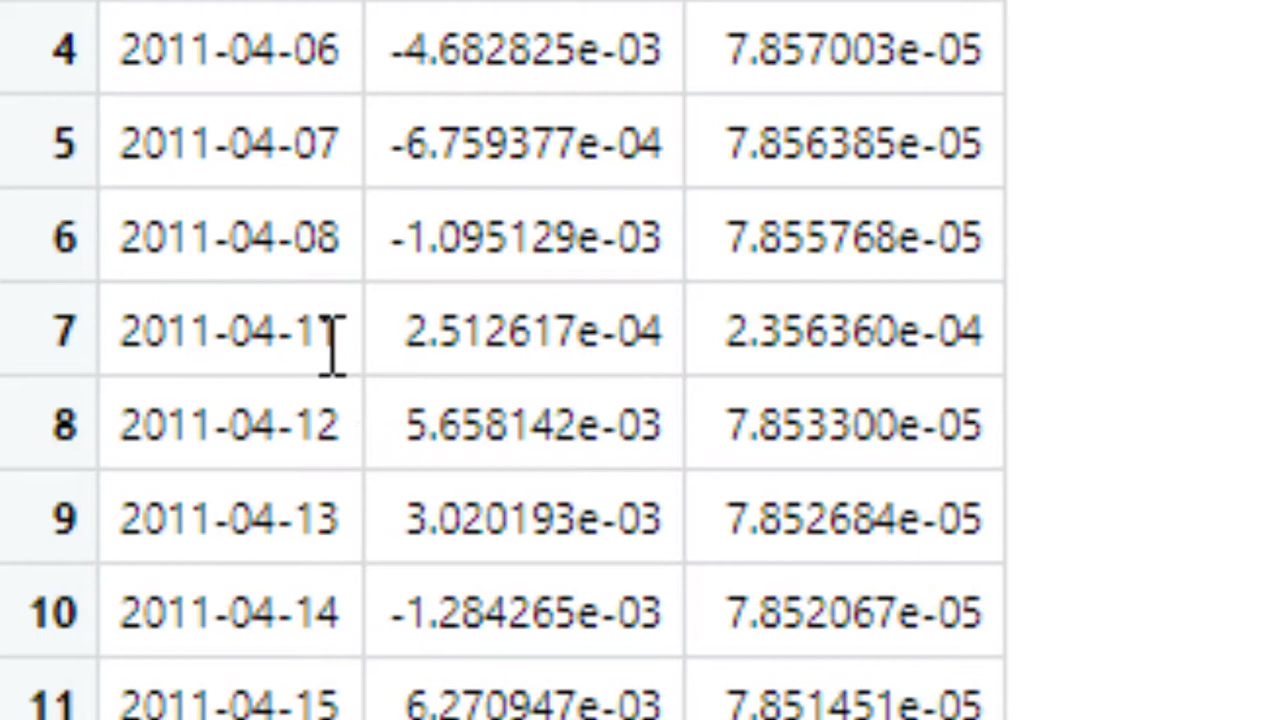 4 2011-04-06 -4.682825e-03 7.857003e-05
5 2011-04-07 -6.759377e-04 7.856385e-05
6 2011-04-08 -1.095129e-03 7.855768e-05
7 2011-04-11 2.512617e-04 2.356360e-04
8 2011-04-12 5.658142e-03 7.853300e-05
9 2011-04-13 3.020193e-03 7.852684e-05
10 2011-04-14 -1.284265e-03 7.852067e-05
11 2011-04-15 6.270947e-03 7.851451e-05